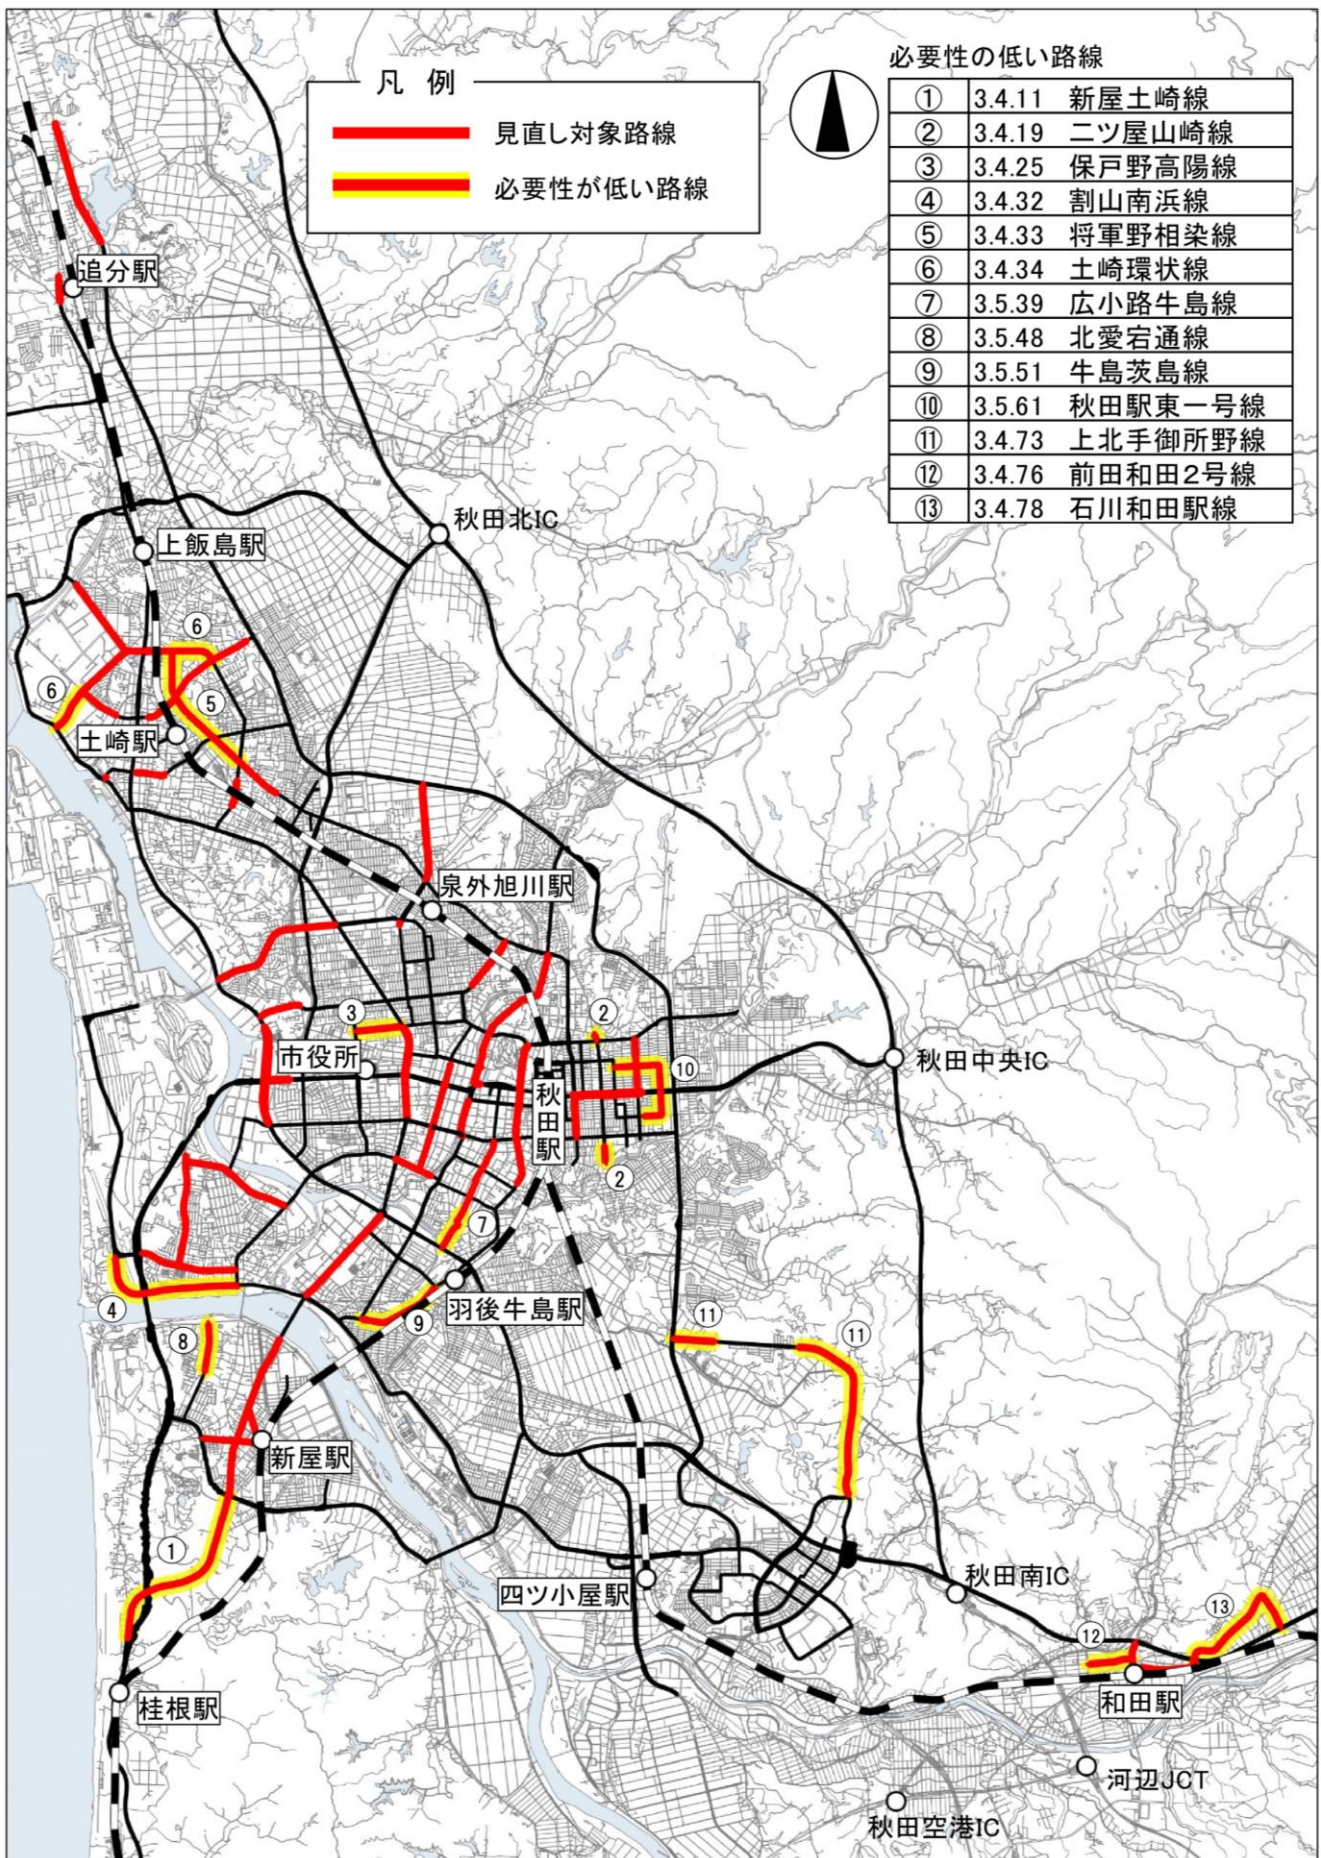 凡 例
見直し対象路線
必要性が低い路線
必要性の低い路線
① 3.4.11 新屋土崎線
② 3.4.19 二ツ屋山崎線
③ 3.4.25 保戸野高陽線
④ 3.4.32 割山南浜線
⑤ 3.4.33 将軍野相染線
⑥ 3.4.34 土崎環状線
⑦ 3.5.39 広小路牛島線
⑧ 3.5.48 北愛宕通線
⑨ 3.5.51 牛島茨島線
⑩ 3.5.61 秋田駅東一号線
⑪ 3.4.73 上北手御所野線
⑫ 3.4.76 前田和田2号線
⑬ 3.4.78 石川和田駅線
追分駅
秋田北IC
上飯島駅
⑥
⑥
⑤
土崎駅
泉外旭川駅
③
②
市役所
⑩
秋田中央IC
秋田駅
②
⑦
④
羽後牛島駅
⑨
⑧
⑪
⑪
新屋駅
①
四ツ小屋駅
秋田南IC
⑬
⑫
桂根駅
和田駅
河辺JCT
秋田空港IC